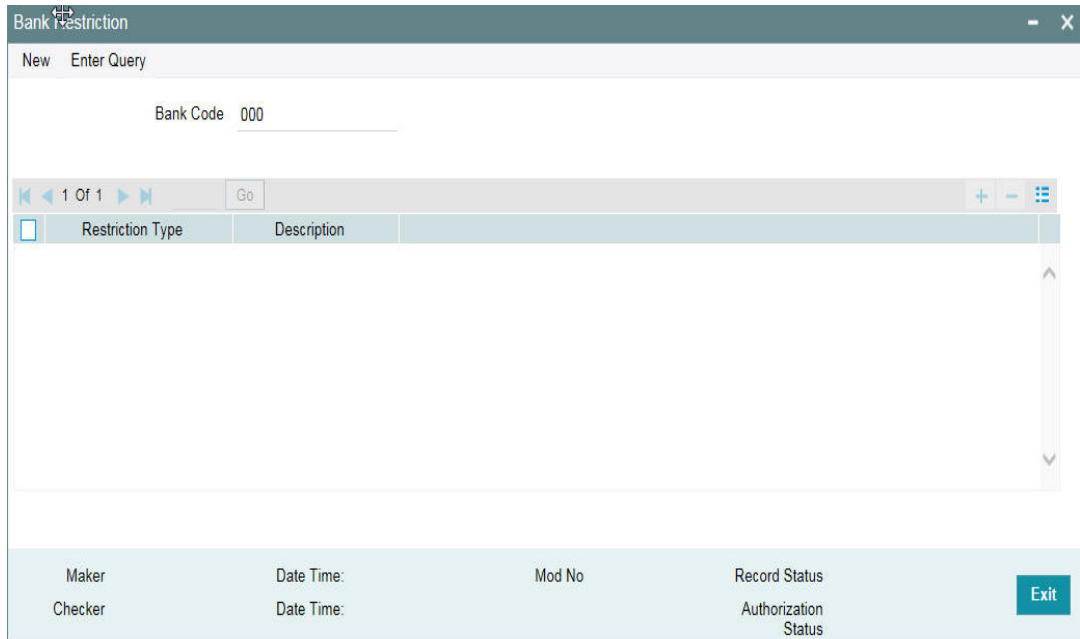 Bank Restriction
New Enter Query
Bank Code 000
1 Of 1 Go
Restriction Type Description
Maker Date Time: Mod No Record Status
Exit
Checker Date Time: Authorization
Status